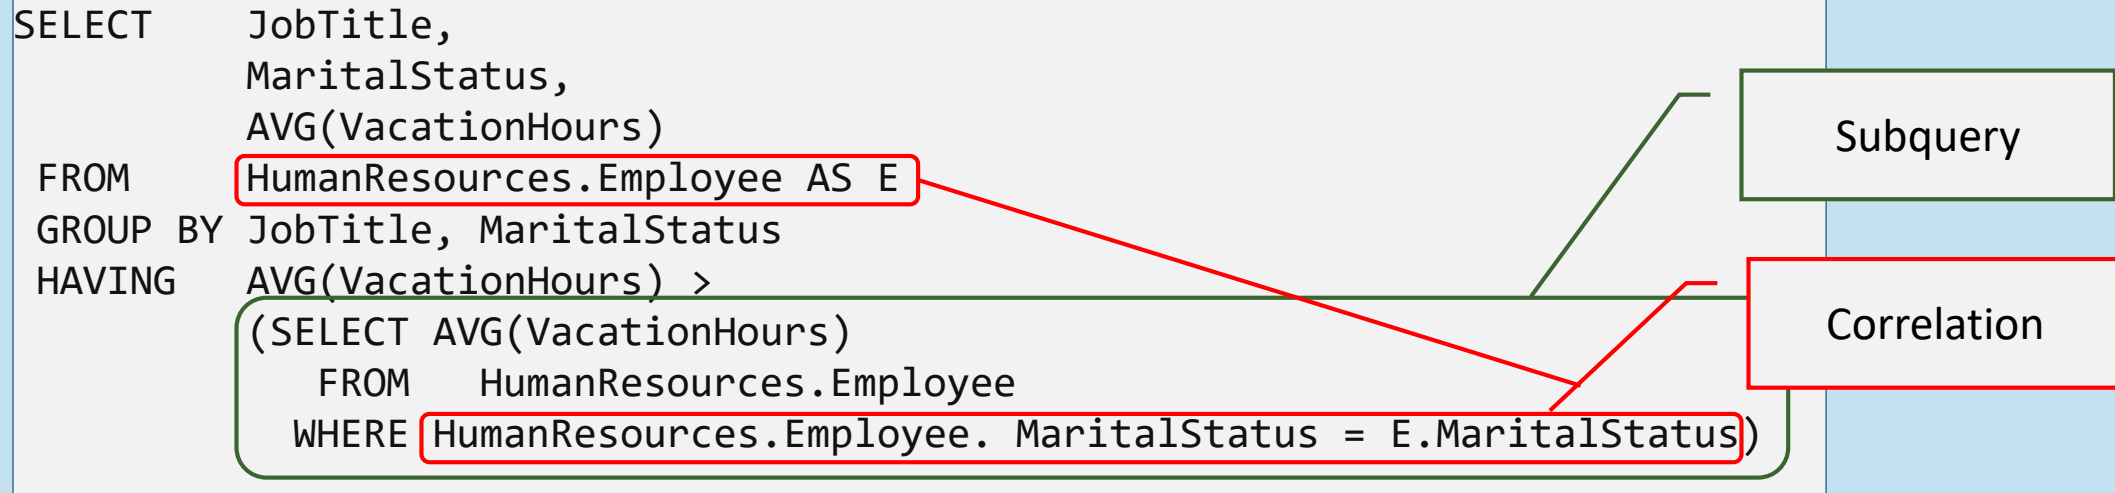 SELECT JobTitle,
MaritalStatus,
AVG(VacationHours)
FROM HumanResources.Employee AS E
GROUP BY JobTitle, MaritalStatus
HAVING AVG(VacationHours) >
(SELECT AVG(VacationHours)
FROM HumanResources.Employee
WHERE HumanResources.Employee. MaritalStatus = E.MaritalStatus)
Subquery
Correlation